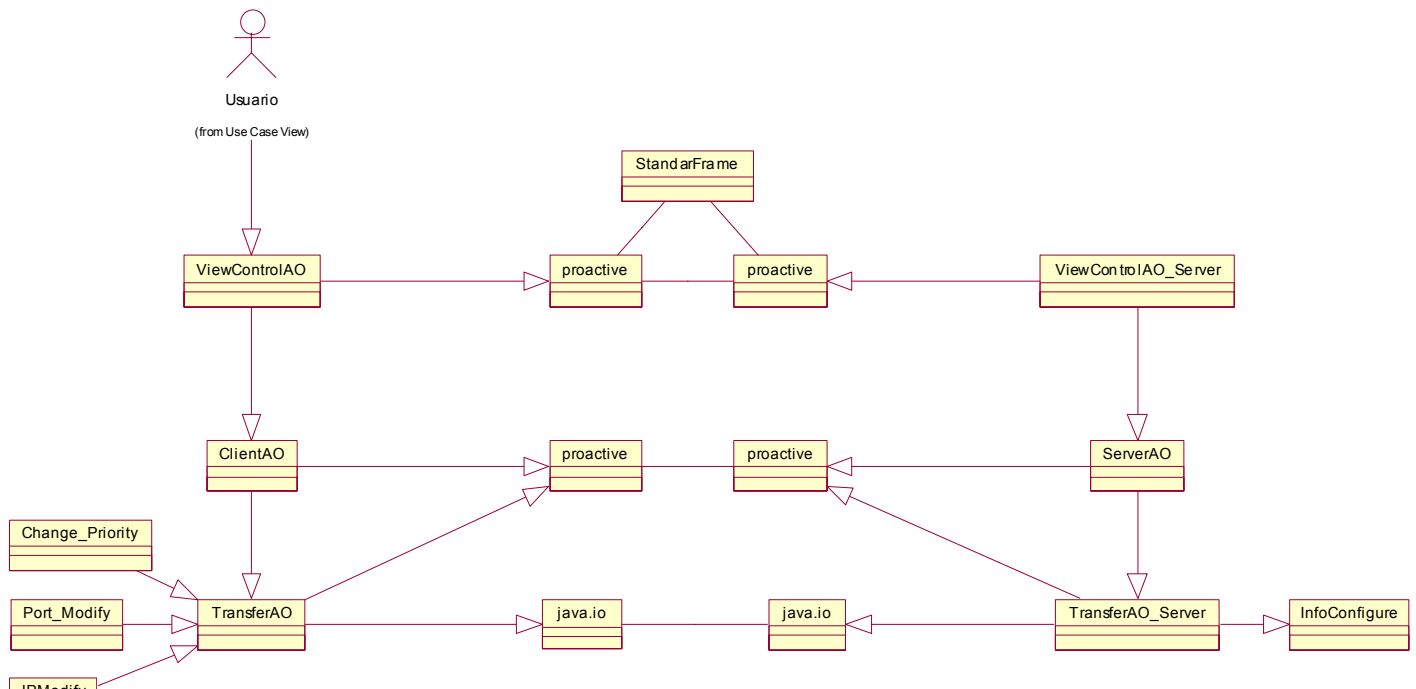 Usuario
(from Use Case View)
StandarFrame
ViewControlAO
proactive
proactive
ViewControlAO_Server
ClientAO
proactive
proactive
ServerAO
Change_Priority
Port_Modify
TransferAO
java.io
java.io
TransferAO_Server
InfoConfigure
IPModify